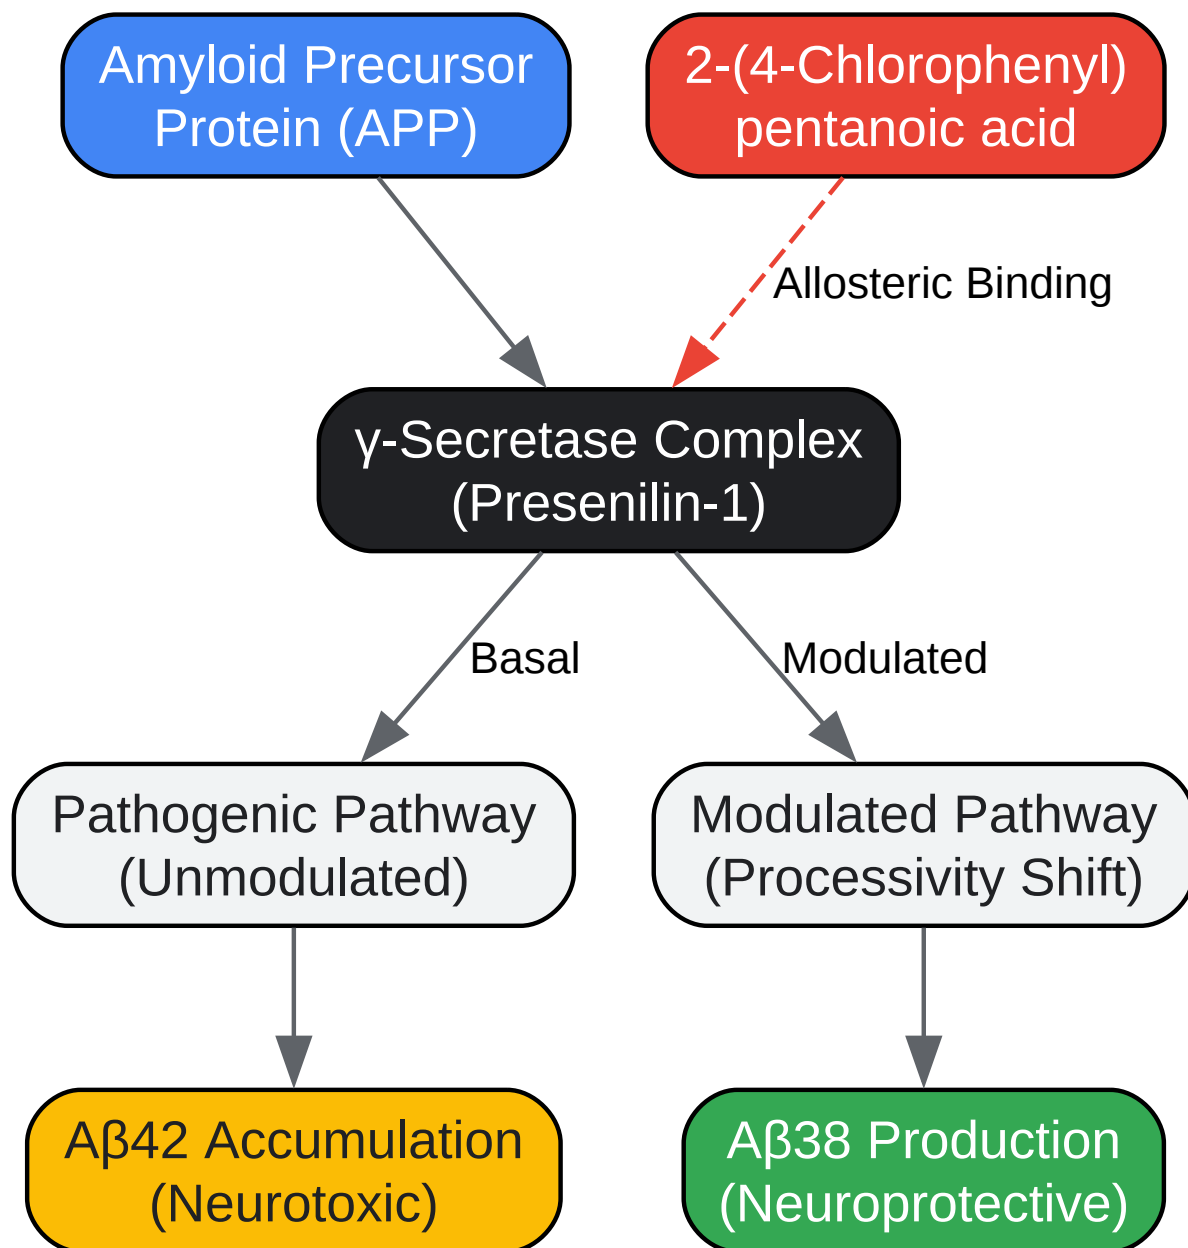 Amyloid Precursor
Protein (APP)
2-(4-Chlorophenyl)
pentanoic acid
Allosteric Binding
γ-Secretase Complex
(Presenilin-1)
Basal
Modulated
Pathogenic Pathway
(Unmodulated)
Modulated Pathway
(Processivity Shift)
Aβ42 Accumulation
(Neurotoxic)
Aβ38 Production
(Neuroprotective)